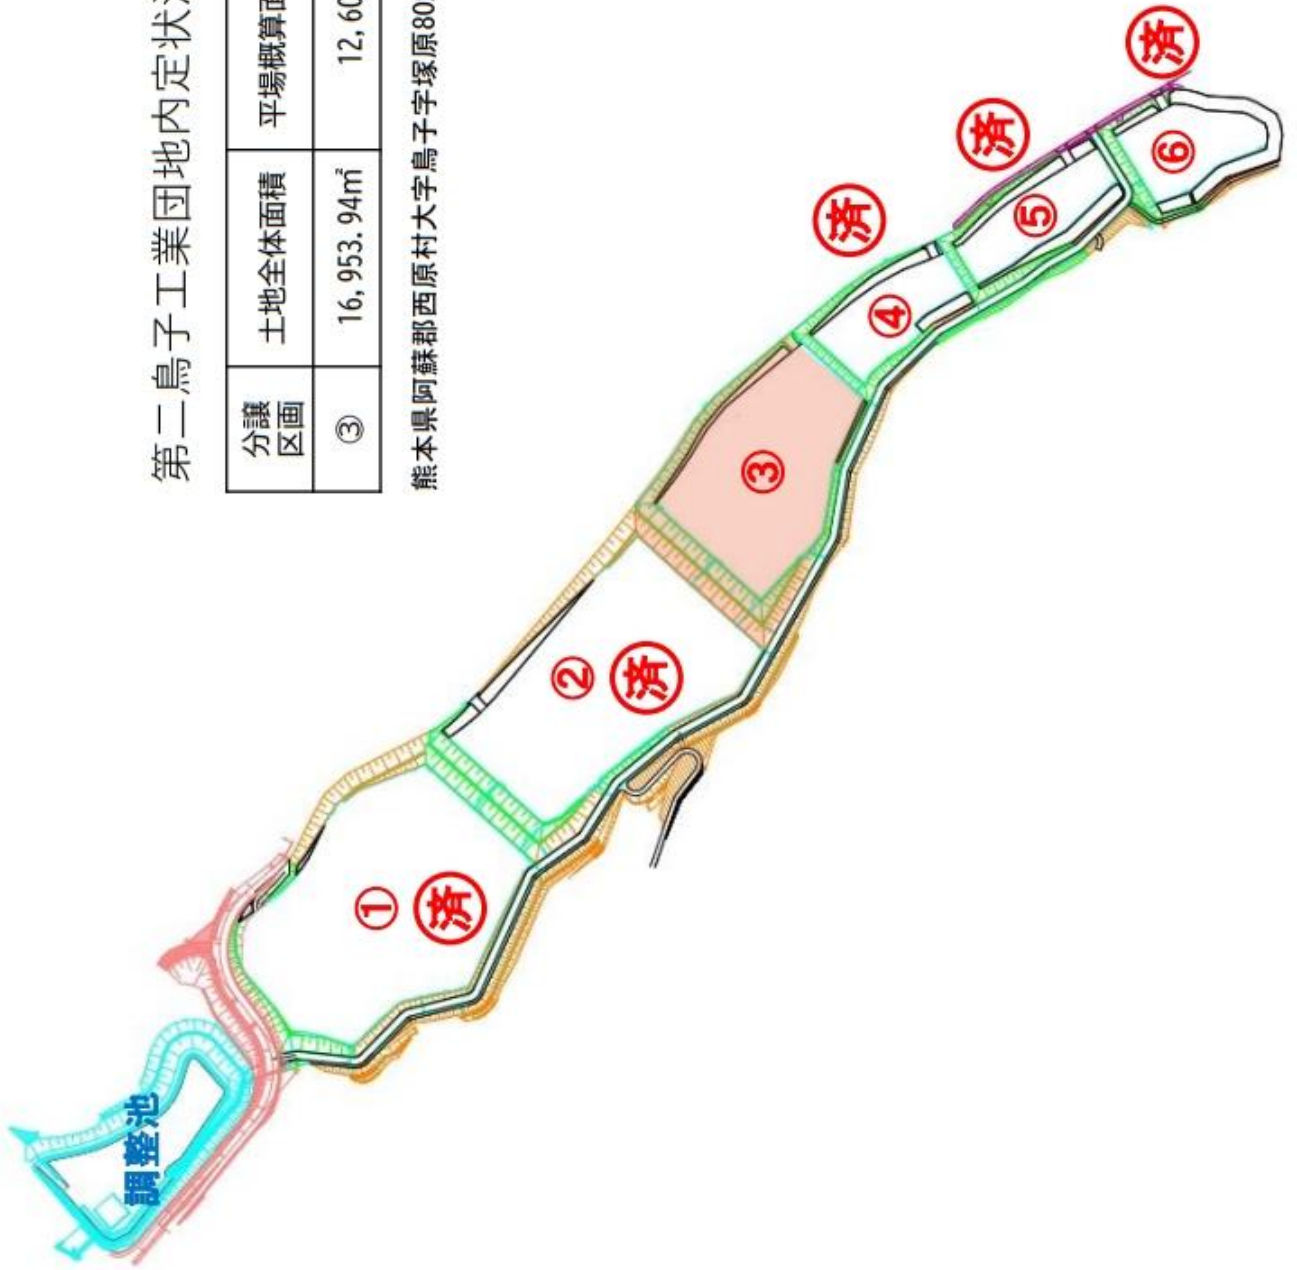 第二鳥子工業団地内定状
分譲区画 土地全体面積 平場概算面
③ 16,953.94㎡ 12,60
熊本県阿蘇郡西原村大字鳥子字塚原80
調整池
①
済
②
済
③
④
済
⑤
済
⑥
済